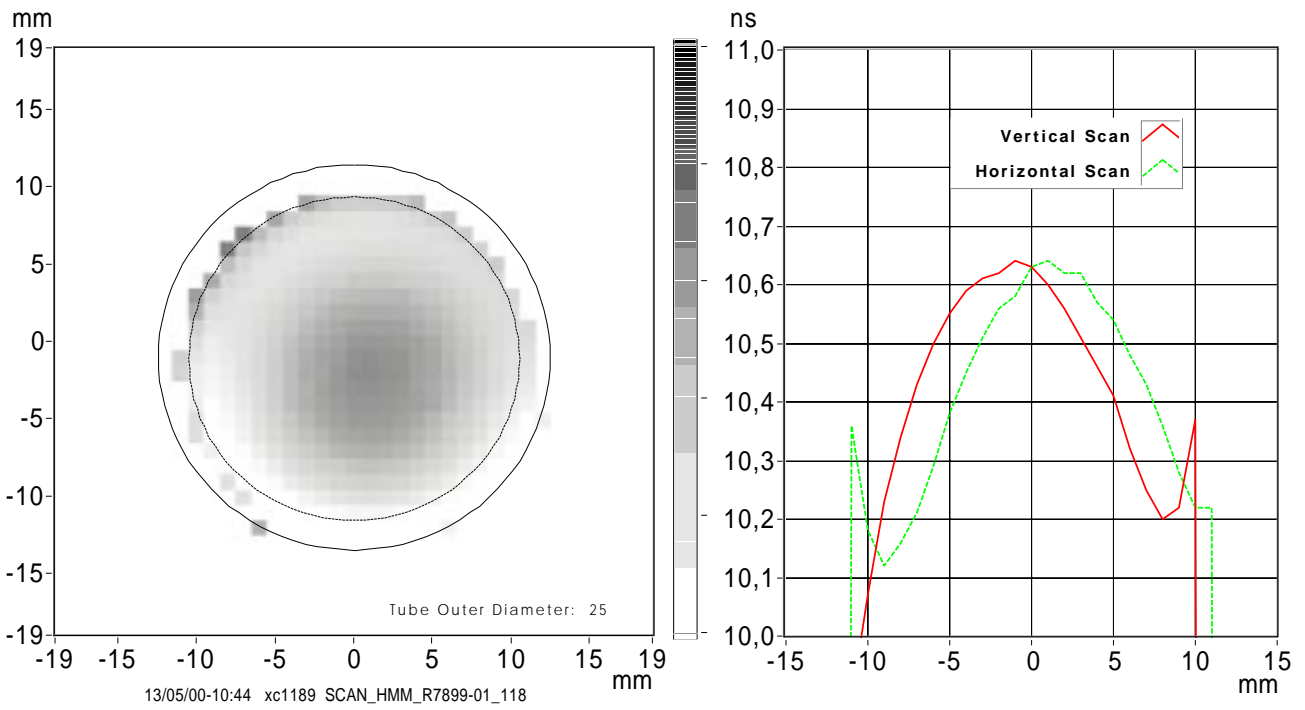 mm
19
15
10
5
0
-5
-10
-15
-19
-19 -15 -10 -5 0 5 10 15 19
mm
Tube Outer Diameter: 25
13/05/00-10:44 xc1189 SCAN_HMM_R7899-01_118
ns
11,0
10,9
10,8
10,7
10,6
10,5
10,4
10,3
10,2
10,1
10,0
-15 -10 -5 0 5 10 15
mm
Vertical Scan
Horizontal Scan